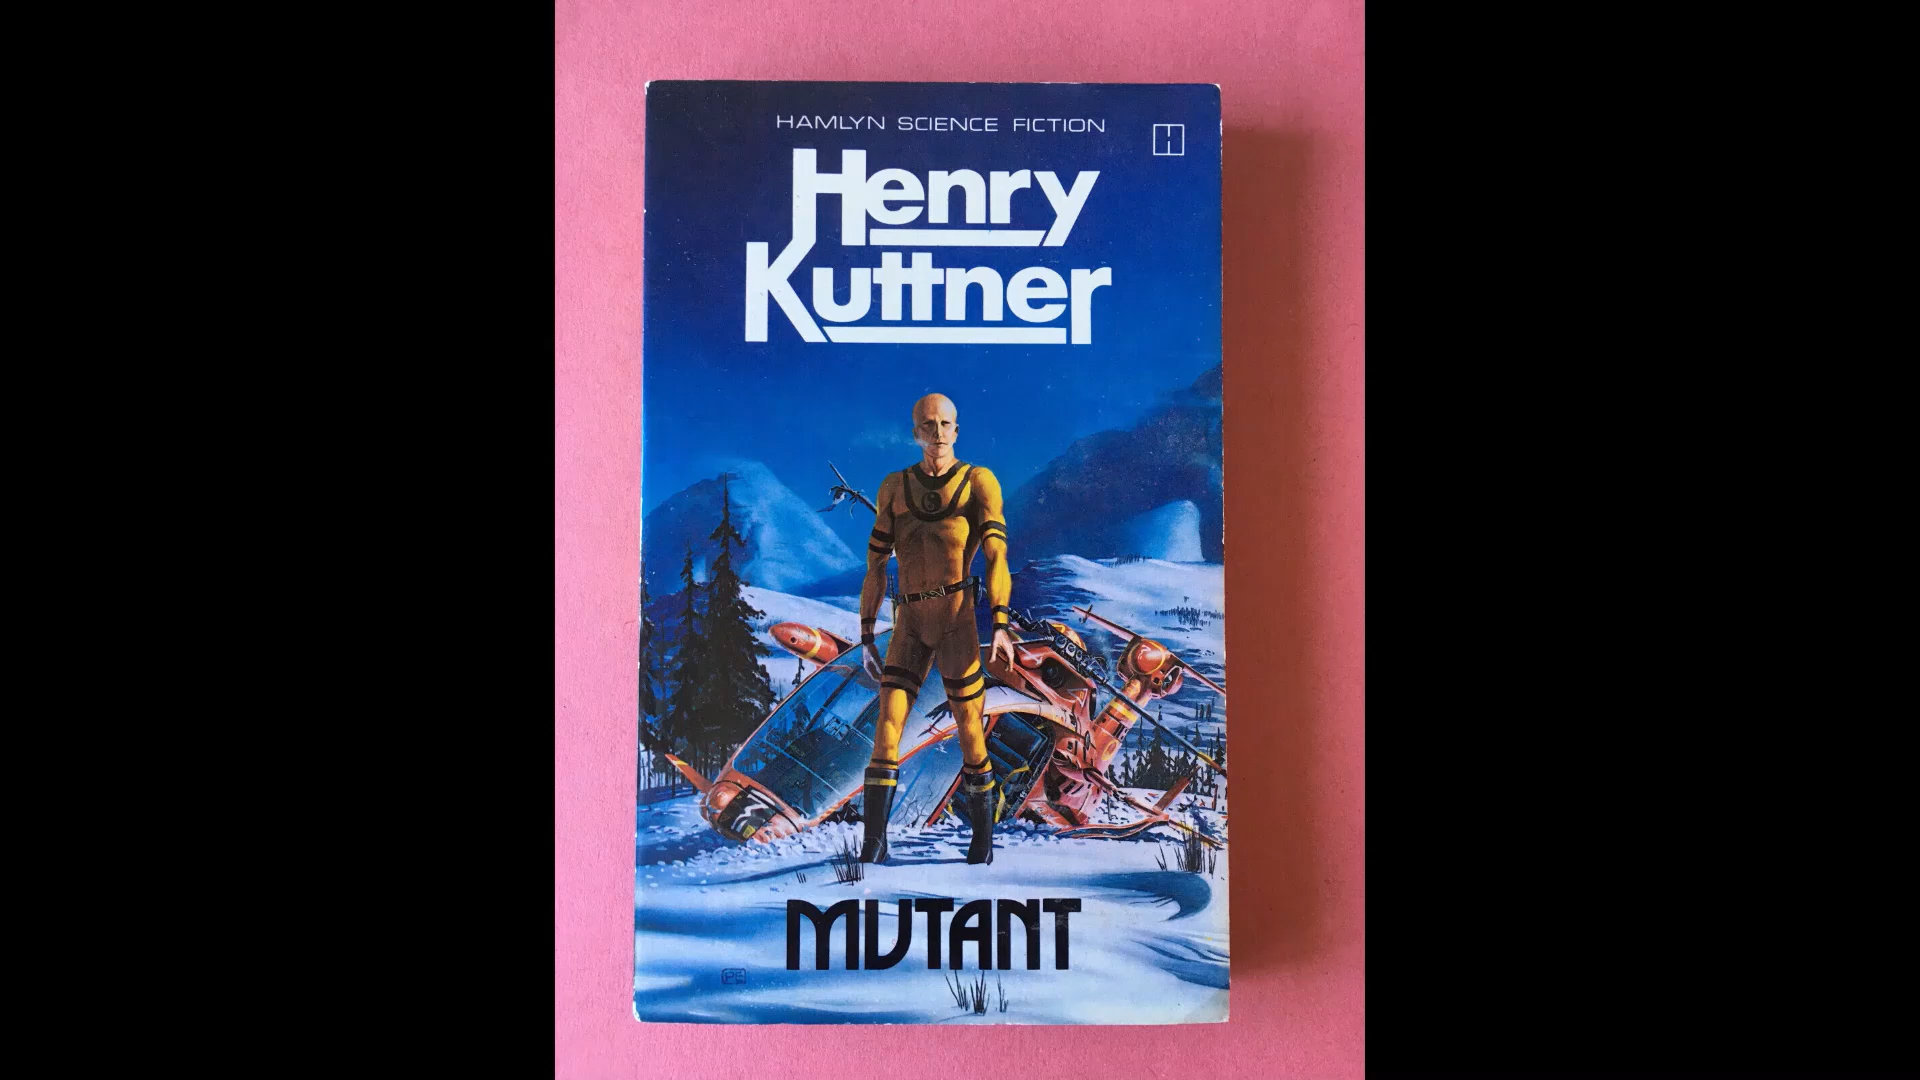 HAMLYN SCIENCE FICTION
H
Henry
Kuttner
MUTANT